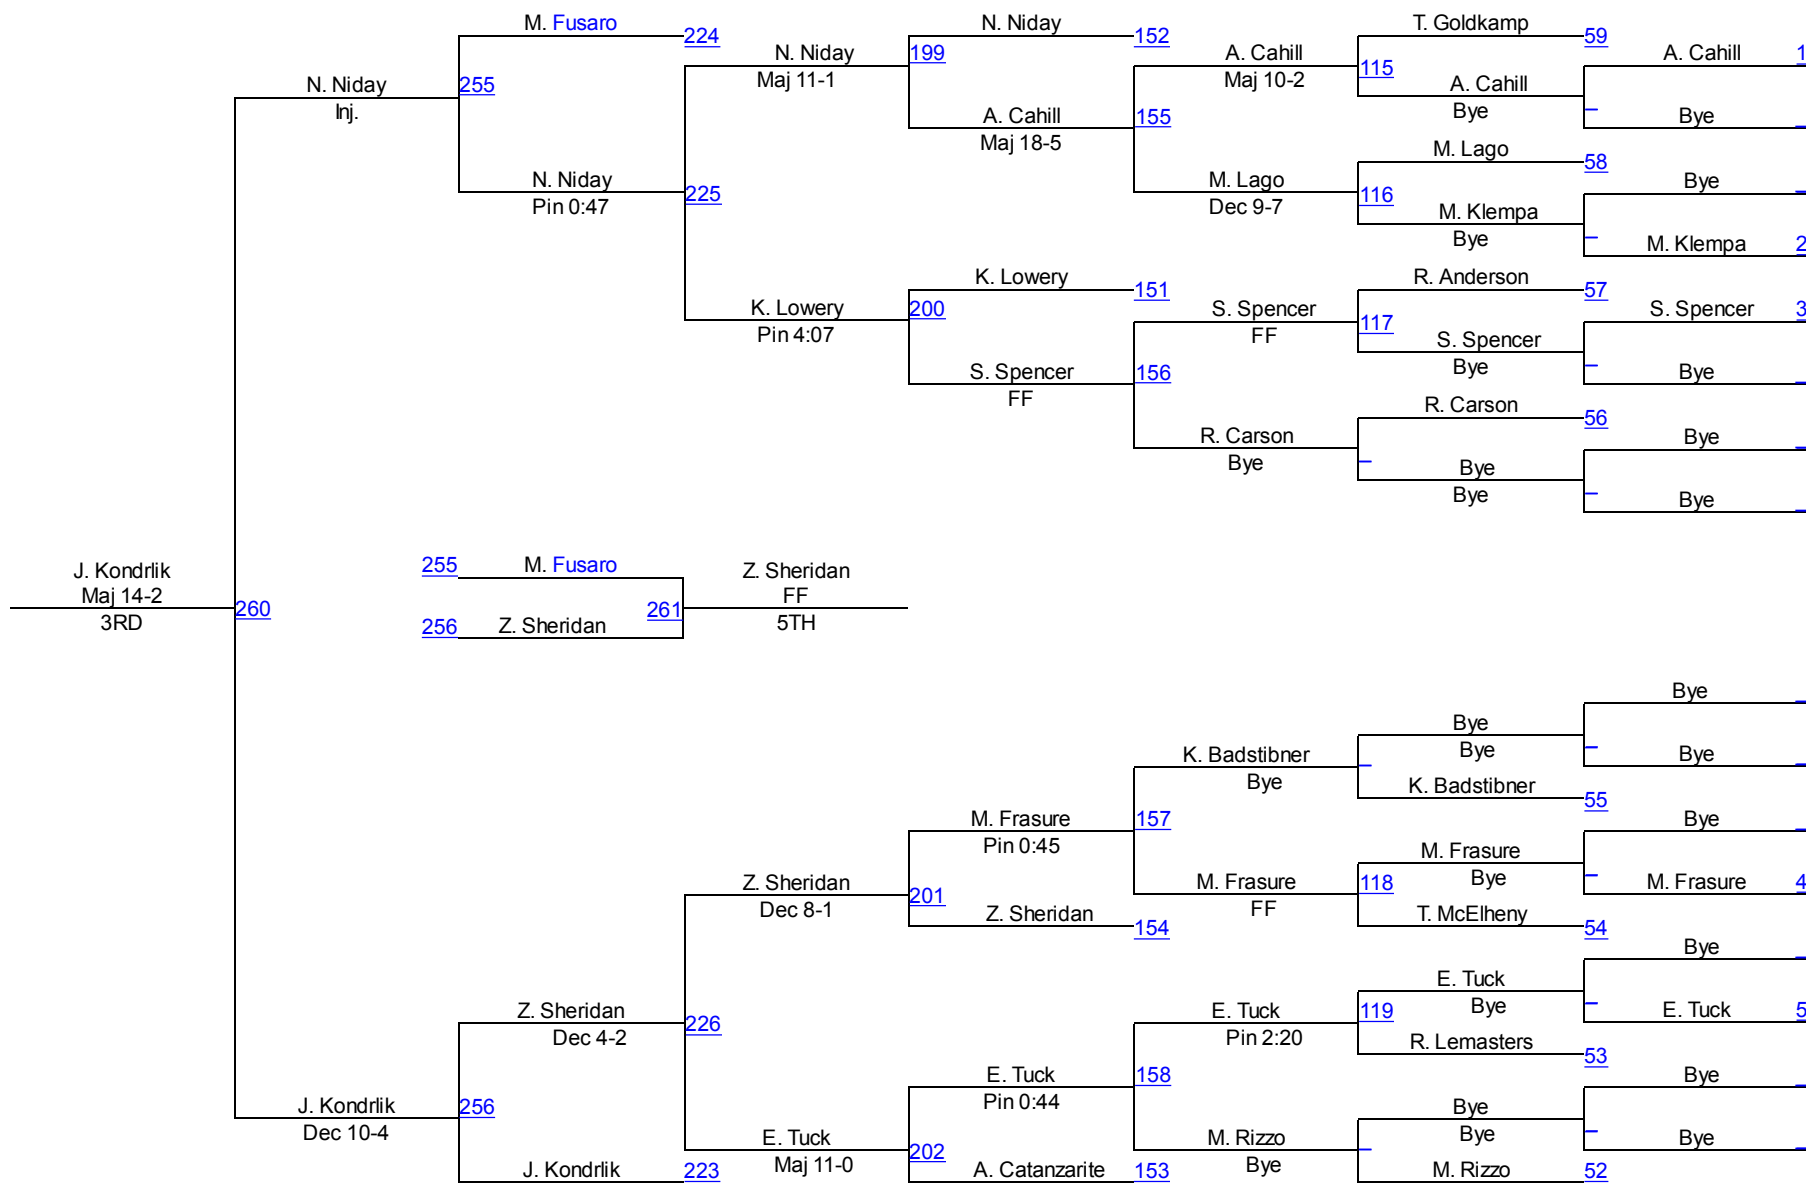 M. Fusaro 224
N. Niday 152
T. Goldkamp 59
N. Niday 199
Maj 11-1
A. Cahill 115
Maj 10-2
A. Cahill 1
N. Niday 255
Inj.
A. Cahill
Bye
A. Cahill 155
Maj 18-5
Bye
M. Lago 58
N. Niday 225
Pin 0:47
M. Lago 116
Dec 9-7
Bye
M. Klempa
Bye
M. Klempa 2
K. Lowery 151
R. Anderson 57
K. Lowery 200
Pin 4:07
S. Spencer 117
FF
S. Spencer 3
S. Spencer
Bye
S. Spencer 156
FF
Bye
R. Carson 56
R. Carson
Bye
Bye
Bye
Bye
Bye
255 M. Fusaro
J. Kondrlik
Maj 14-2
3RD
260
Z. Sheridan
FF
5TH
261
256 Z. Sheridan
Bye
Bye
Bye
K. Badstibner
Bye
Bye
K. Badstibner 55
M. Frasure 157
Pin 0:45
Bye
M. Frasure
Bye
Z. Sheridan 201
Dec 8-1
M. Frasure 118
FF
M. Frasure 4
Z. Sheridan 154
T. McElheny 54
Bye
E. Tuck
Bye
Z. Sheridan 226
Dec 4-2
E. Tuck 119
Pin 2:20
E. Tuck 5
R. Lemasters 53
E. Tuck 158
Pin 0:44
Bye
J. Kondrlik 256
Dec 10-4
Bye
Bye
E. Tuck 202
Maj 11-0
M. Rizzo
Bye
Bye
J. Kondrlik 223
A. Catanzarite 153
M. Rizzo 52